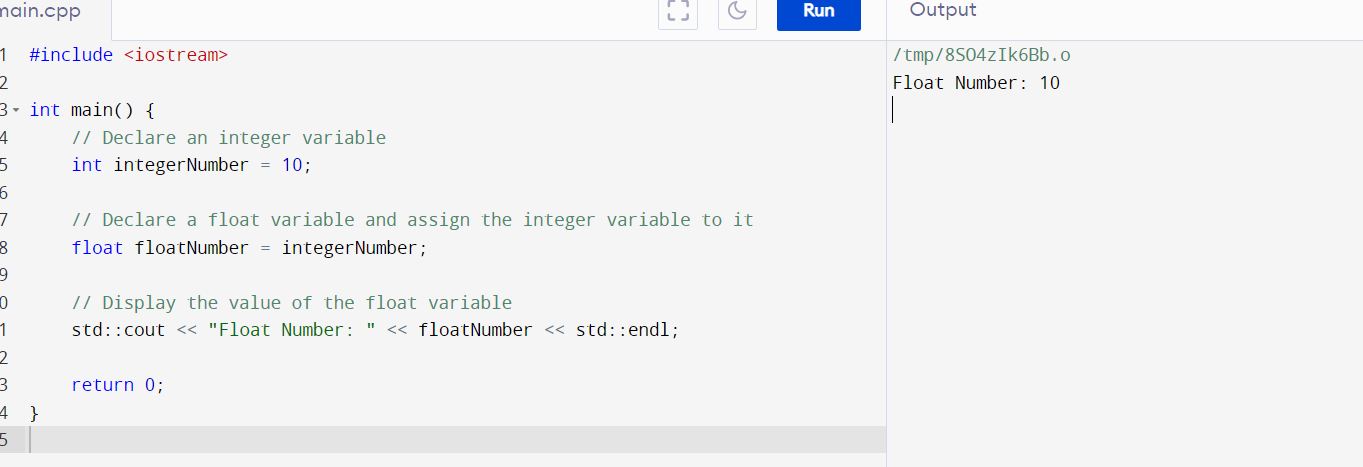 main.cpp
Run
Output
1 #include <iostream>
2
3 int main() {
4     // Declare an integer variable
5     int integerNumber = 10;
6
7     // Declare a float variable and assign the integer variable to it
8     float floatNumber = integerNumber;
9
0     // Display the value of the float variable
1     std::cout << "Float Number: " << floatNumber << std::endl;
2
3     return 0;
4 }
5
/tmp/8SO4zIk6Bb.o
Float Number: 10